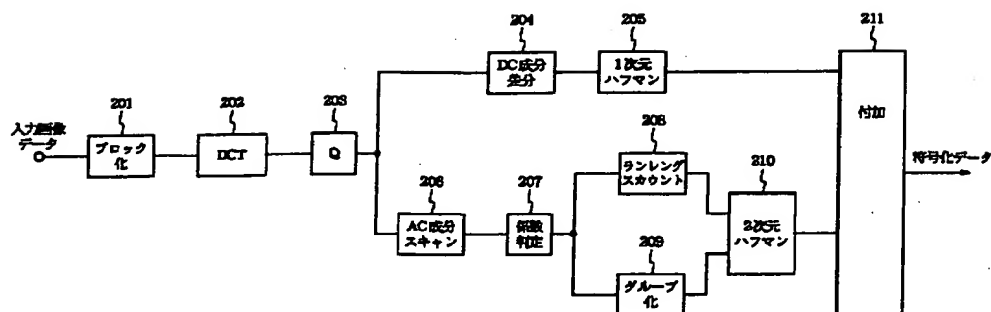 204
205
211
DC成分
差分
1次元
ハフマン
201
202
203
入力画像
データ
ブロック
化
DCT
Q
208
ランレング
スカウント
付加
符号化データ
206
207
210
AC成分
スキャン
係数
判定
2次元
ハフマン
209
グループ
化